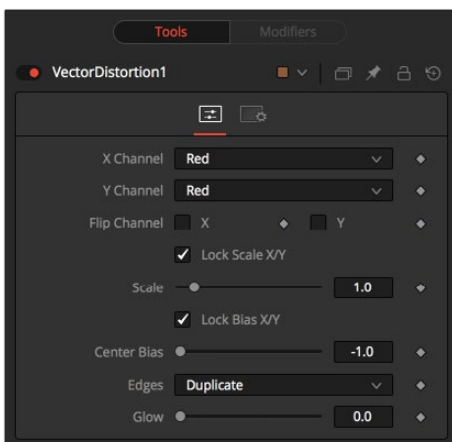 Tools Modifiers
VectorDistortion1
X Channel Red
Y Channel Red
Flip Channel X Y
Lock Scale X/Y
Scale 1.0
Lock Bias X/Y
Center Bias -1.0
Edges Duplicate
Glow 0.0